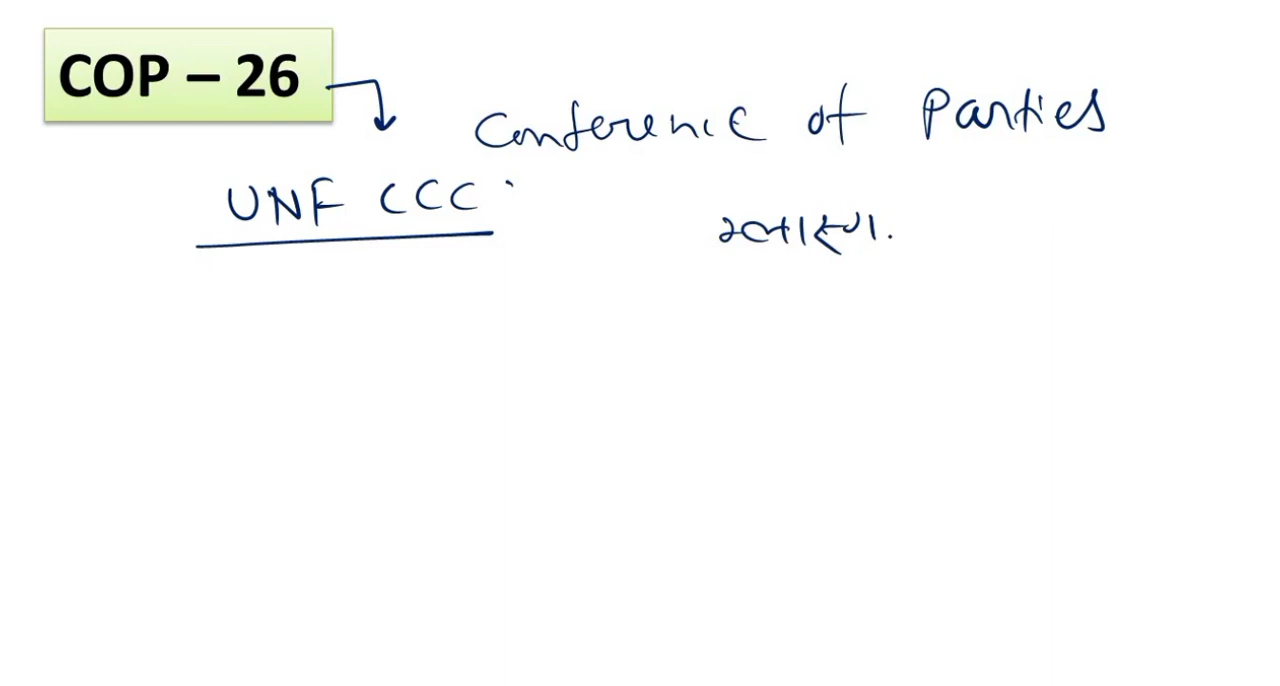 COP – 26
Conference of Parties
UNF CCC